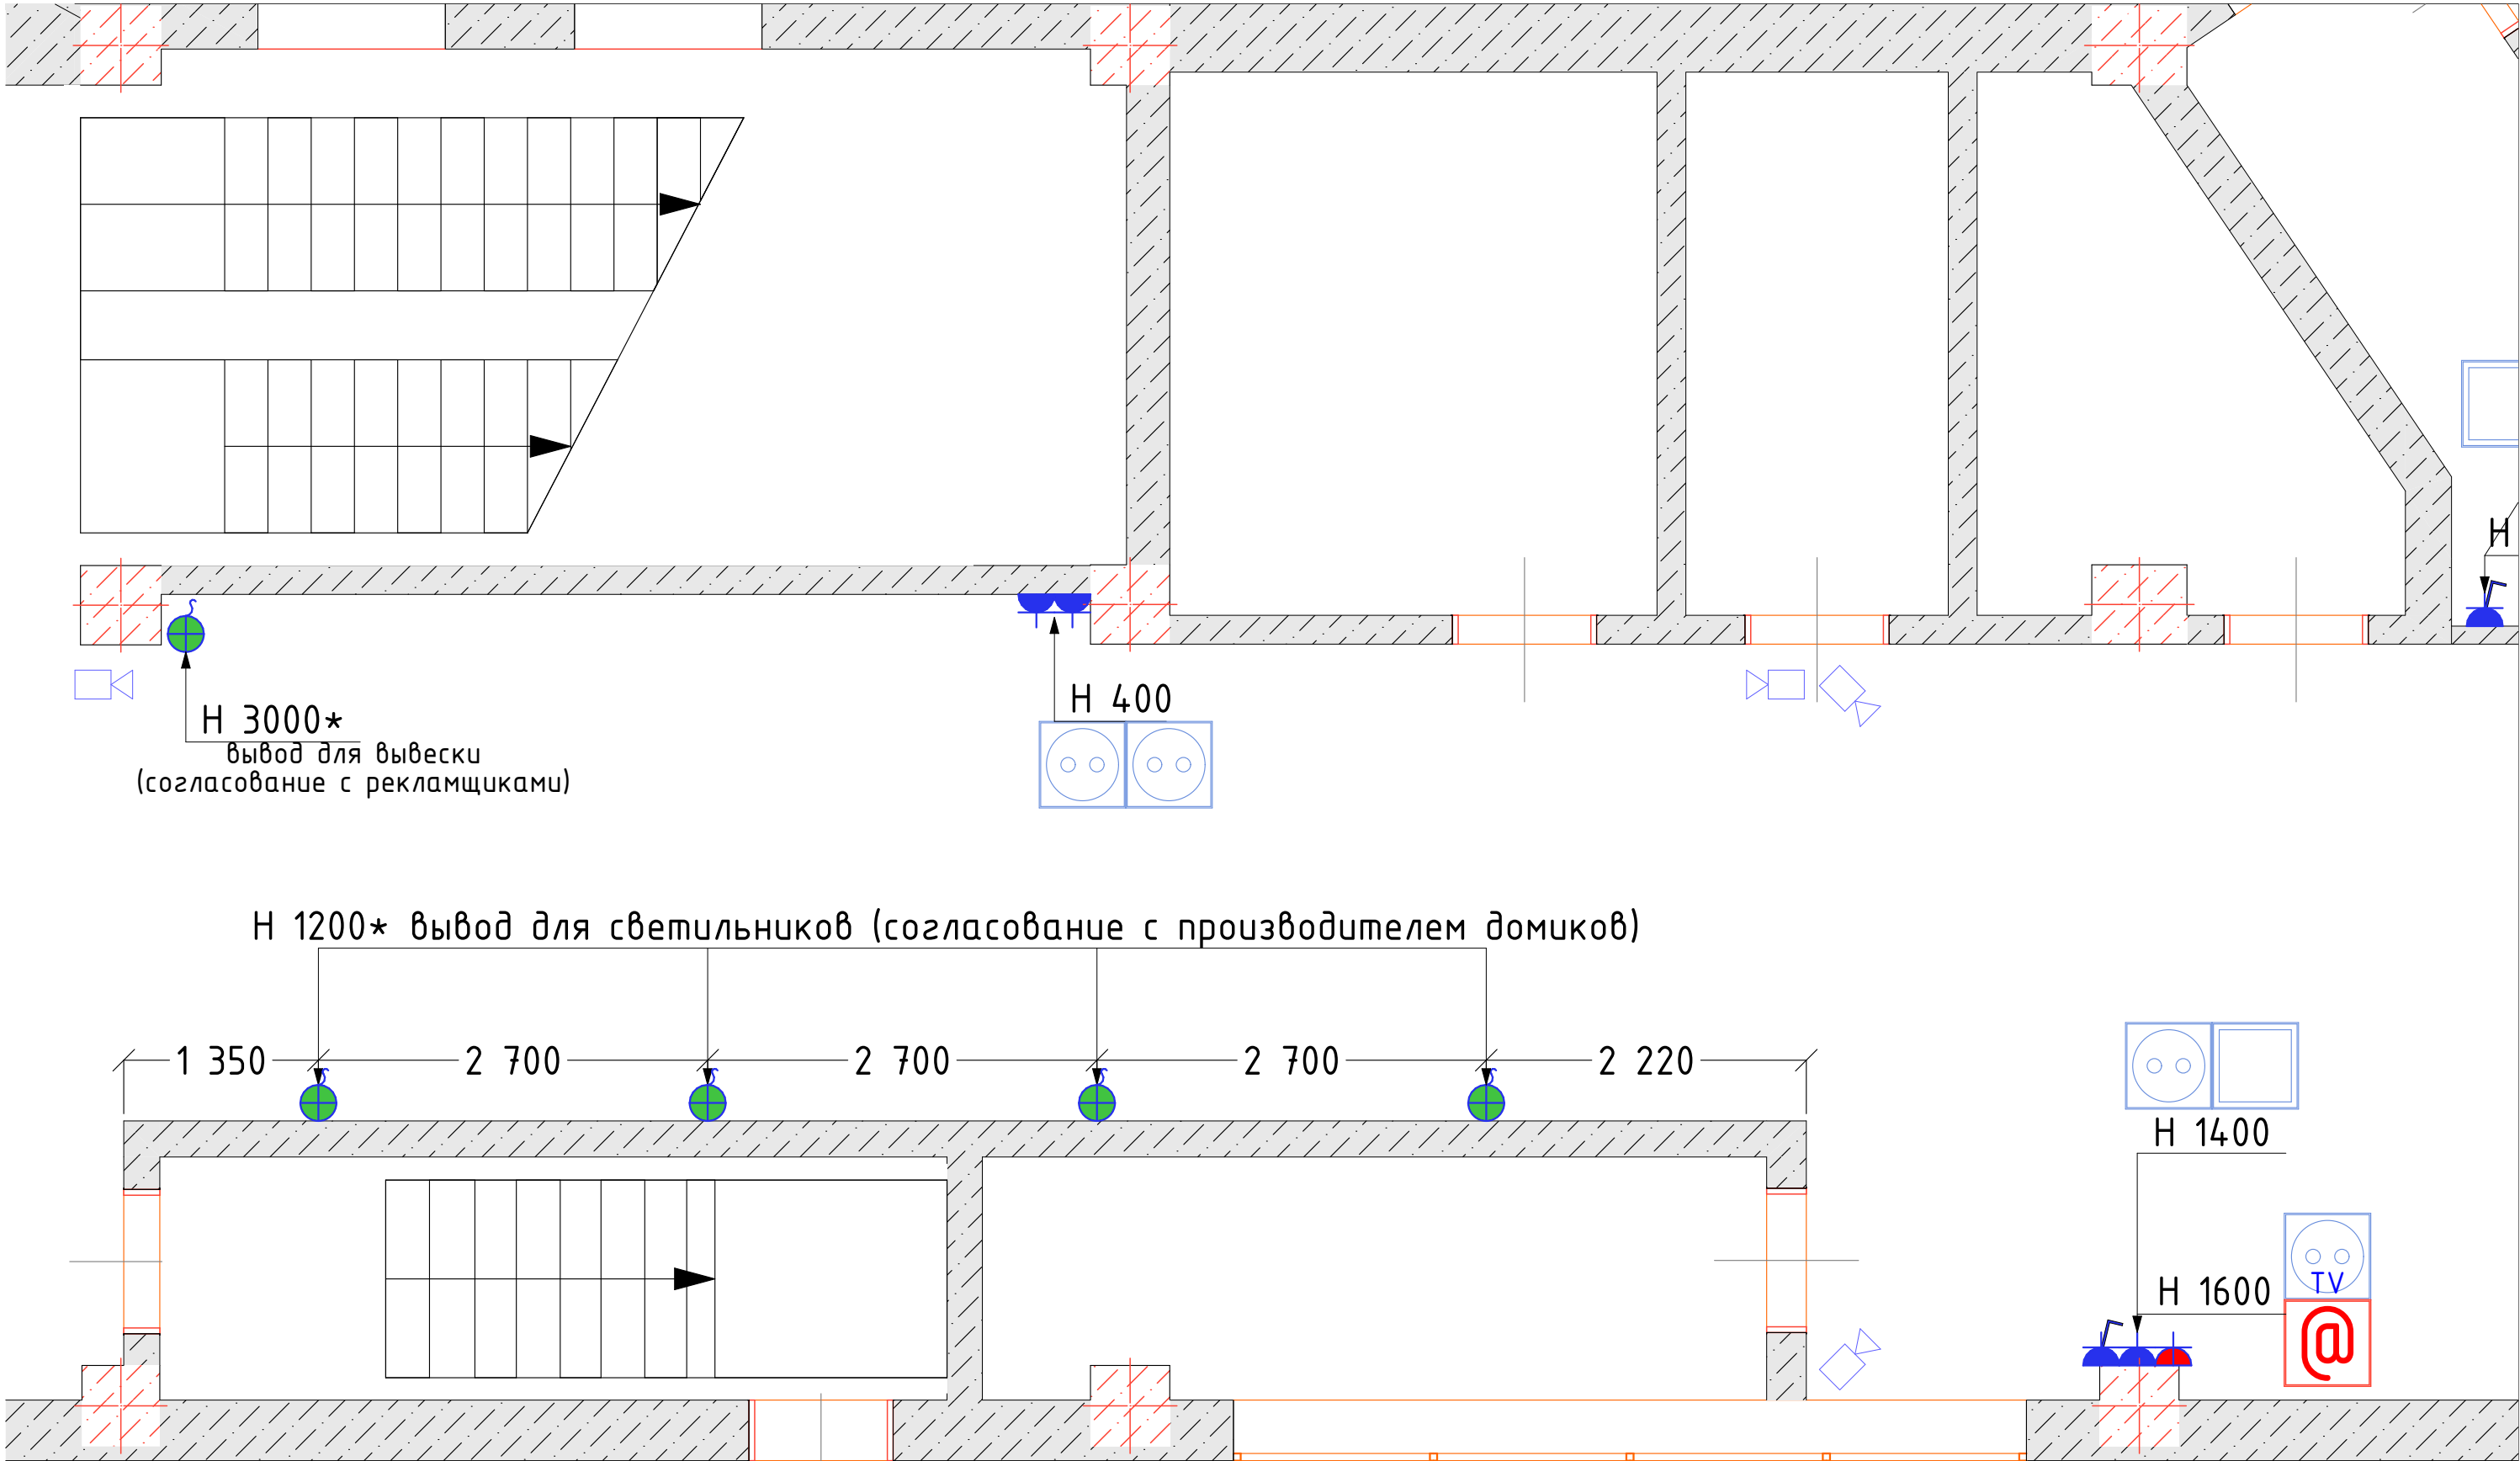 H
H 400
H 3000*
вывод для вывески
(согласование с рекламщиками)
H 1200* вывод для светильников (согласование с производителем домиков)
1 350
2 700
2 700
2 700
2 220
H 1400
H 1600
TV
@